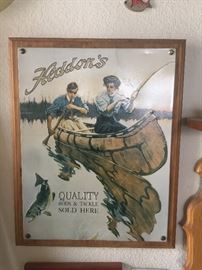 Heddon's
QUALITY
RODS & TACKLE
SOLD HERE